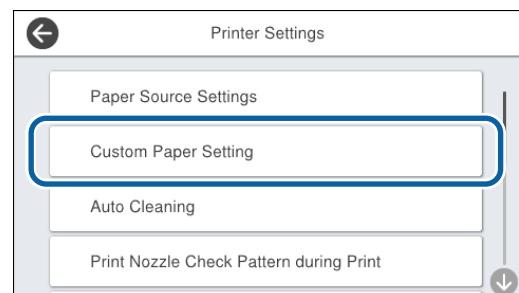 Printer Settings
Paper Source Settings
Custom Paper Setting
Auto Cleaning
Print Nozzle Check Pattern during Print